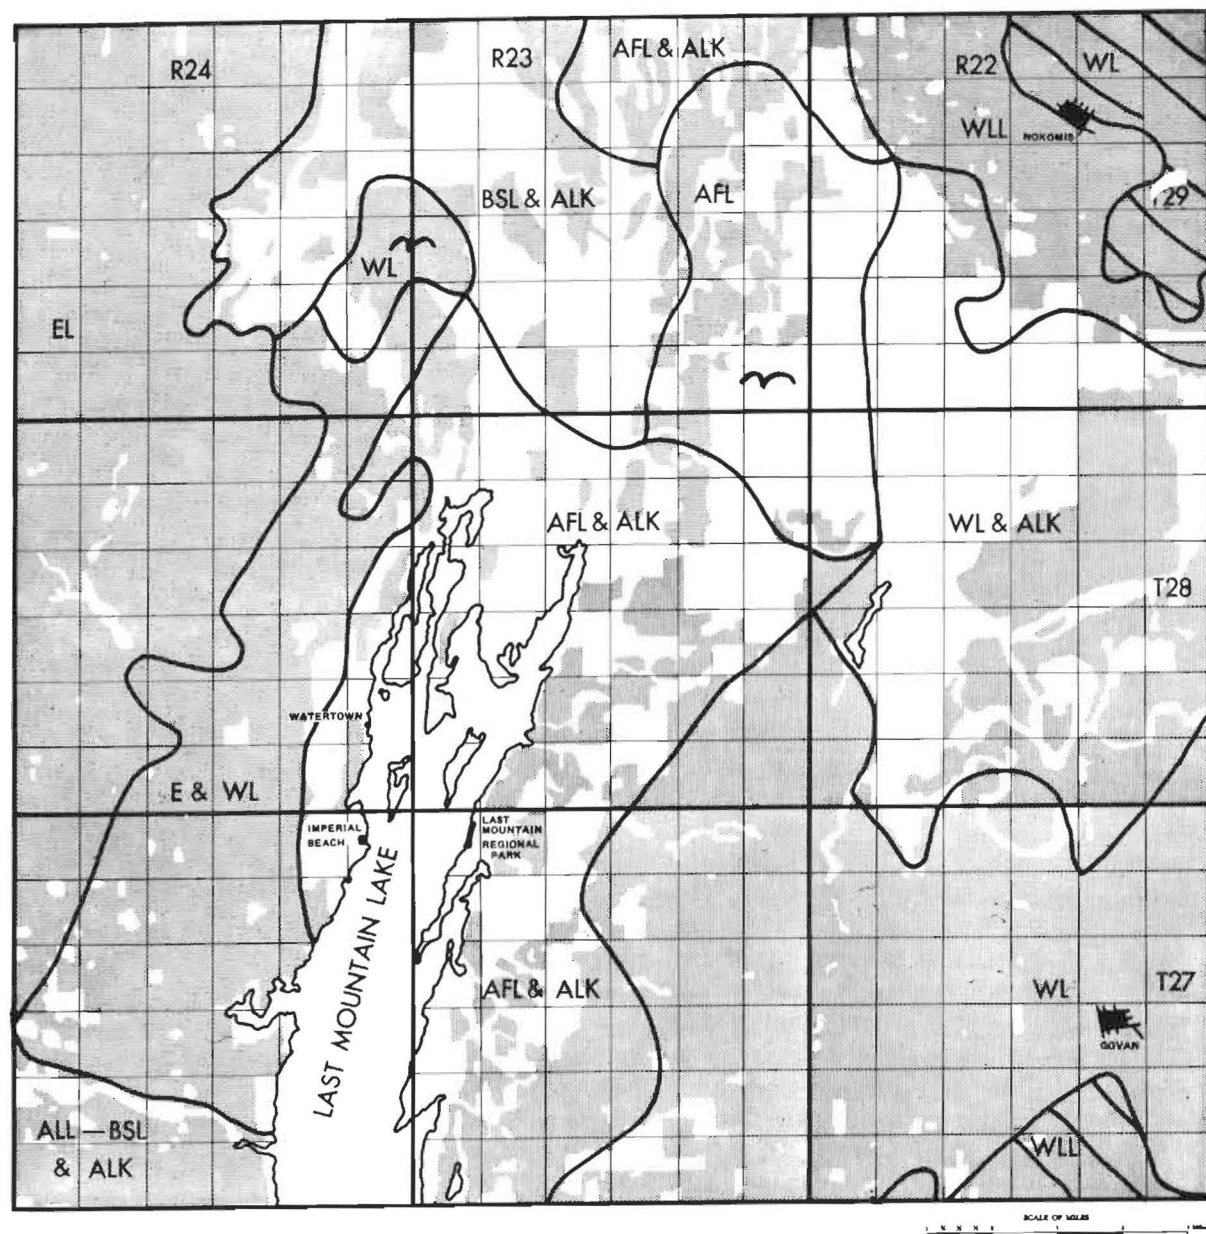 R24
R23
AFL & ALK
R22
WL
WLL
NOKOMIS
BSL & ALK
AFL
T29
WL
EL
AFL & ALK
WL & ALK
T28
WATERTOWN
E & WL
IMPERIAL
BEACH
LAST
MOUNTAIN
REGIONAL
PARK
LAST MOUNTAIN LAKE
AFL & ALK
WL
T27
GOVAN
ALL — BSL
& ALK
WLL
SCALE OF MILES